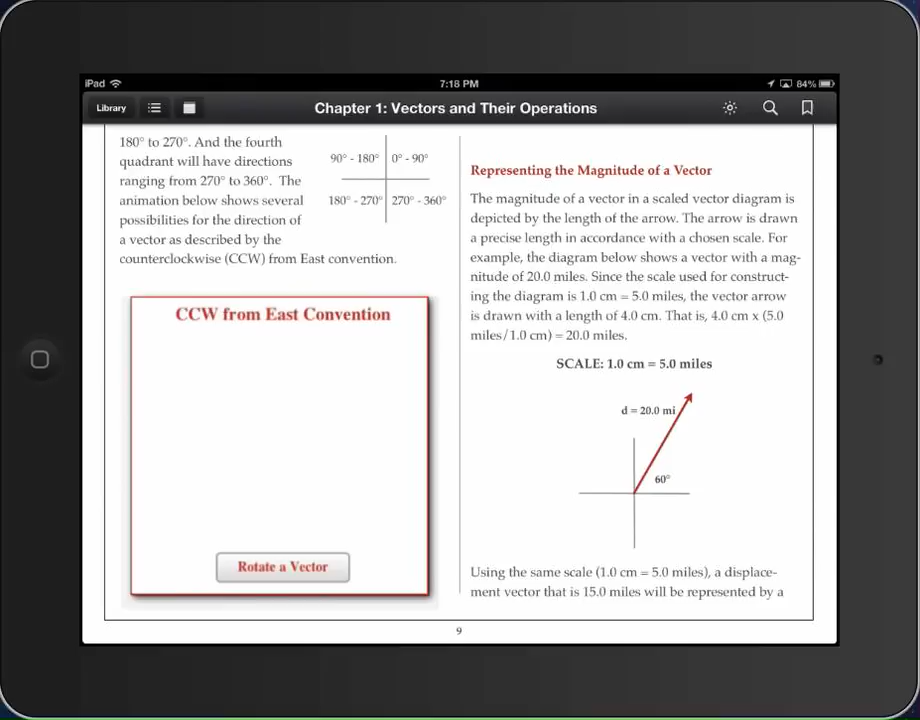 iPad
7:18 PM
84%
Library
Chapter 1: Vectors and Their Operations
180° to 270°. And the fourth
quadrant will have directions
ranging from 270° to 360°. The
animation below shows several
possibilities for the direction of
a vector as described by the
counterclockwise (CCW) from East convention.
90° - 180°
0° - 90°
180° - 270°
270° - 360°
CCW from East Convention
Rotate a Vector
Representing the Magnitude of a Vector
The magnitude of a vector in a scaled vector diagram is
depicted by the length of the arrow. The arrow is drawn
a precise length in accordance with a chosen scale. For
example, the diagram below shows a vector with a mag-
nitude of 20.0 miles. Since the scale used for construct-
ing the diagram is 1.0 cm = 5.0 miles, the vector arrow
is drawn with a length of 4.0 cm. That is, 4.0 cm x (5.0
miles/1.0 cm) = 20.0 miles.
SCALE: 1.0 cm = 5.0 miles
d = 20.0 mi
60°
Using the same scale (1.0 cm = 5.0 miles), a displace-
ment vector that is 15.0 miles will be represented by a
9